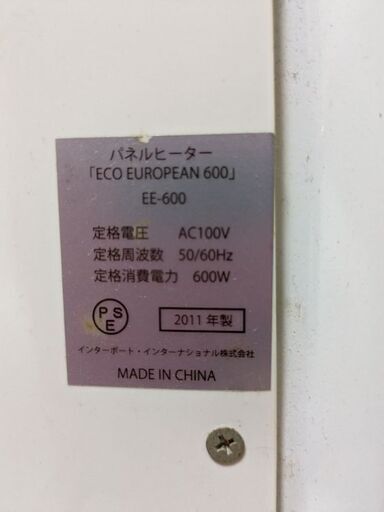 パネルヒーター
「ECO EUROPEAN 600」
EE-600
定格電圧 AC100V
定格周波数 50/60Hz
定格消費電力 600W
PSE
2011年製
インターポート・インターナショナル株式会社
MADE IN CHINA